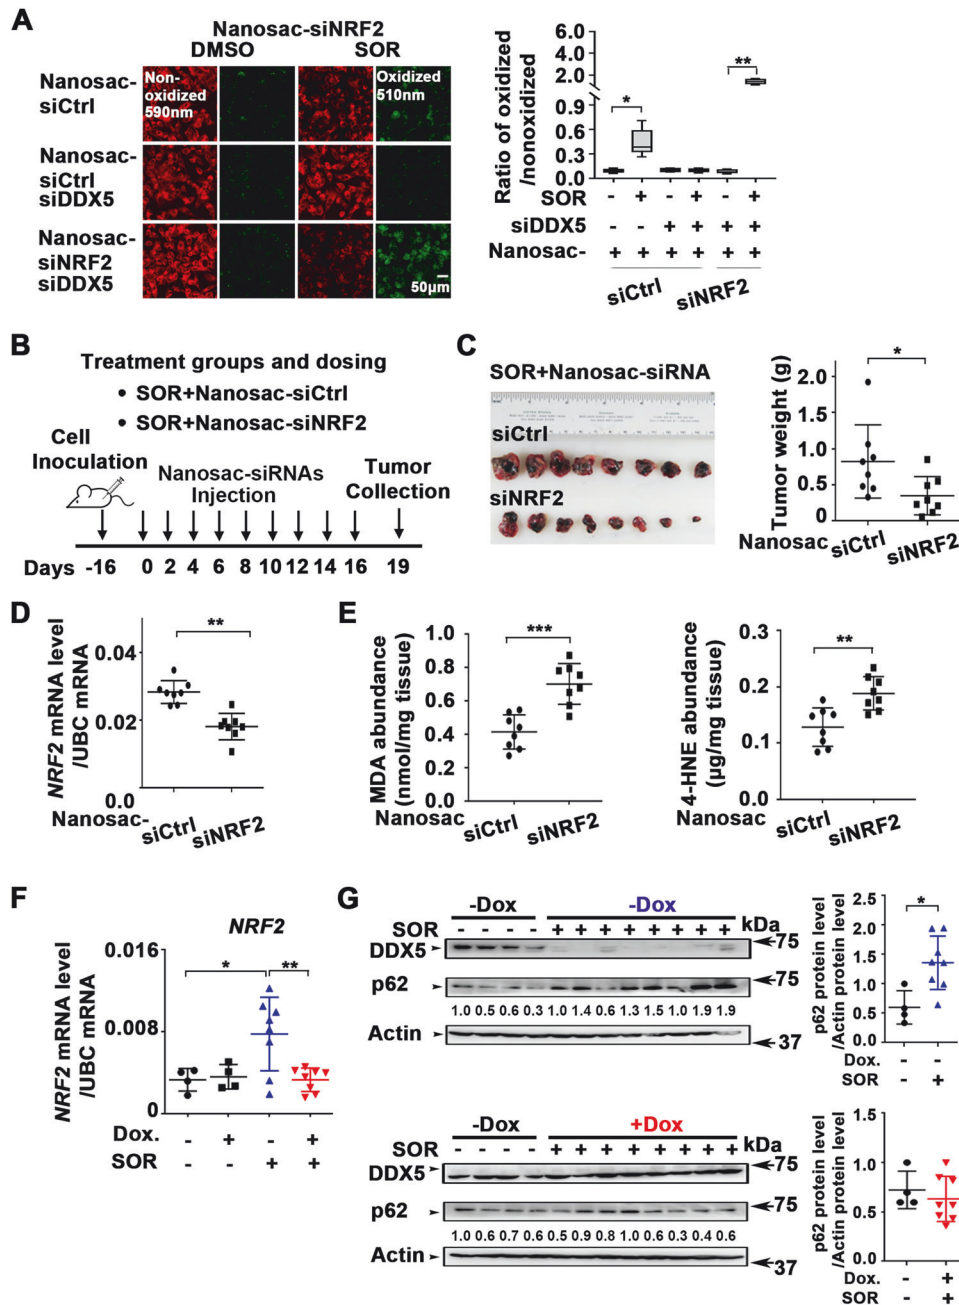 A
Nanosac-siNRF2
DMSO SOR
Nanosac-
siCtrl
Non-
oxidized
590nm
Oxidized
510nm
Nanosac-
siCtrl
siDDX5
Nanosac-
siNRF2
siDDX5
50μm
Ratio of oxidized
/nonoxidized
6.0
4.0
2.0
0.9
0.6
0.3
0.0
* **
SOR - + - + - +
siDDX5 - - + + + +
Nanosac- + + + + + +
siCtrl siNRF2
B
Treatment groups and dosing
• SOR+Nanosac-siCtrl
• SOR+Nanosac-siNRF2
Cell
Inoculation
Nanosac-siRNAs
Injection
Tumor
Collection
Days -16 0 2 4 6 8 10 12 14 16 19
C
SOR+Nanosac-siRNA
siCtrl
siNRF2
Tumor weight (g)
2.0
1.5
1.0
0.5
0
*
Nanosac siCtrl siNRF2
D
NRF2 mRNA level
/UBC mRNA
0.04
0.02
0.0
**
Nanosac- siCtrl siNRF2
E
MDA abundance
(nmol/mg tissue)
1.0
0.8
0.6
0.4
0.2
0.0
***
Nanosac siCtrl siNRF2
4-HNE abundance
(μg/mg tissue)
0.3
0.2
0.1
0.0
**
Nanosac siCtrl siNRF2
F
NRF2
NRF2 mRNA level
/UBC mRNA
0.016
0.008
0
* **
Dox. - + - +
SOR - - + +
G
-Dox -Dox
SOR - - - - + + + + + + + + kDa
DDX5 75
p62 75
1.0 0.5 0.6 0.3 1.0 1.4 0.6 1.3 1.5 1.0 1.9 1.9
Actin 37
p62 protein level
/Actin protein level
2.5
2.0
1.5
1.0
0.5
0.0
*
Dox. - -
SOR - +
-Dox +Dox
SOR - - - - + + + + + + + + kDa
DDX5 75
p62 75
1.0 0.6 0.7 0.6 0.5 0.9 0.8 1.0 0.6 0.3 0.4 0.6
Actin 37
p62 protein level
/Actin protein level
1.5
1.0
0.5
0.0
Dox. - +
SOR - +